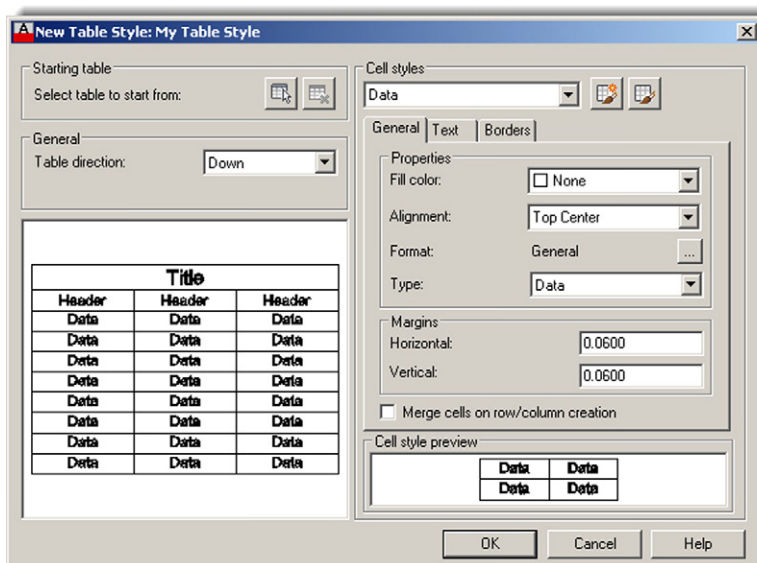 New Table Style: My Table Style
Starting table
Select table to start from:
General
Table direction:
Down
Title
Header Header Header
Data Data Data
Data Data Data
Data Data Data
Data Data Data
Data Data Data
Data Data Data
Data Data Data
Data Data Data
Cell styles
Data
General Text Borders
Properties
Fill color:
None
Alignment:
Top Center
Format:
General
...
Type:
Data
Margins
Horizontal:
0.0600
Vertical:
0.0600
Merge cells on row/column creation
Cell style preview
Data Data
Data Data
OK Cancel Help